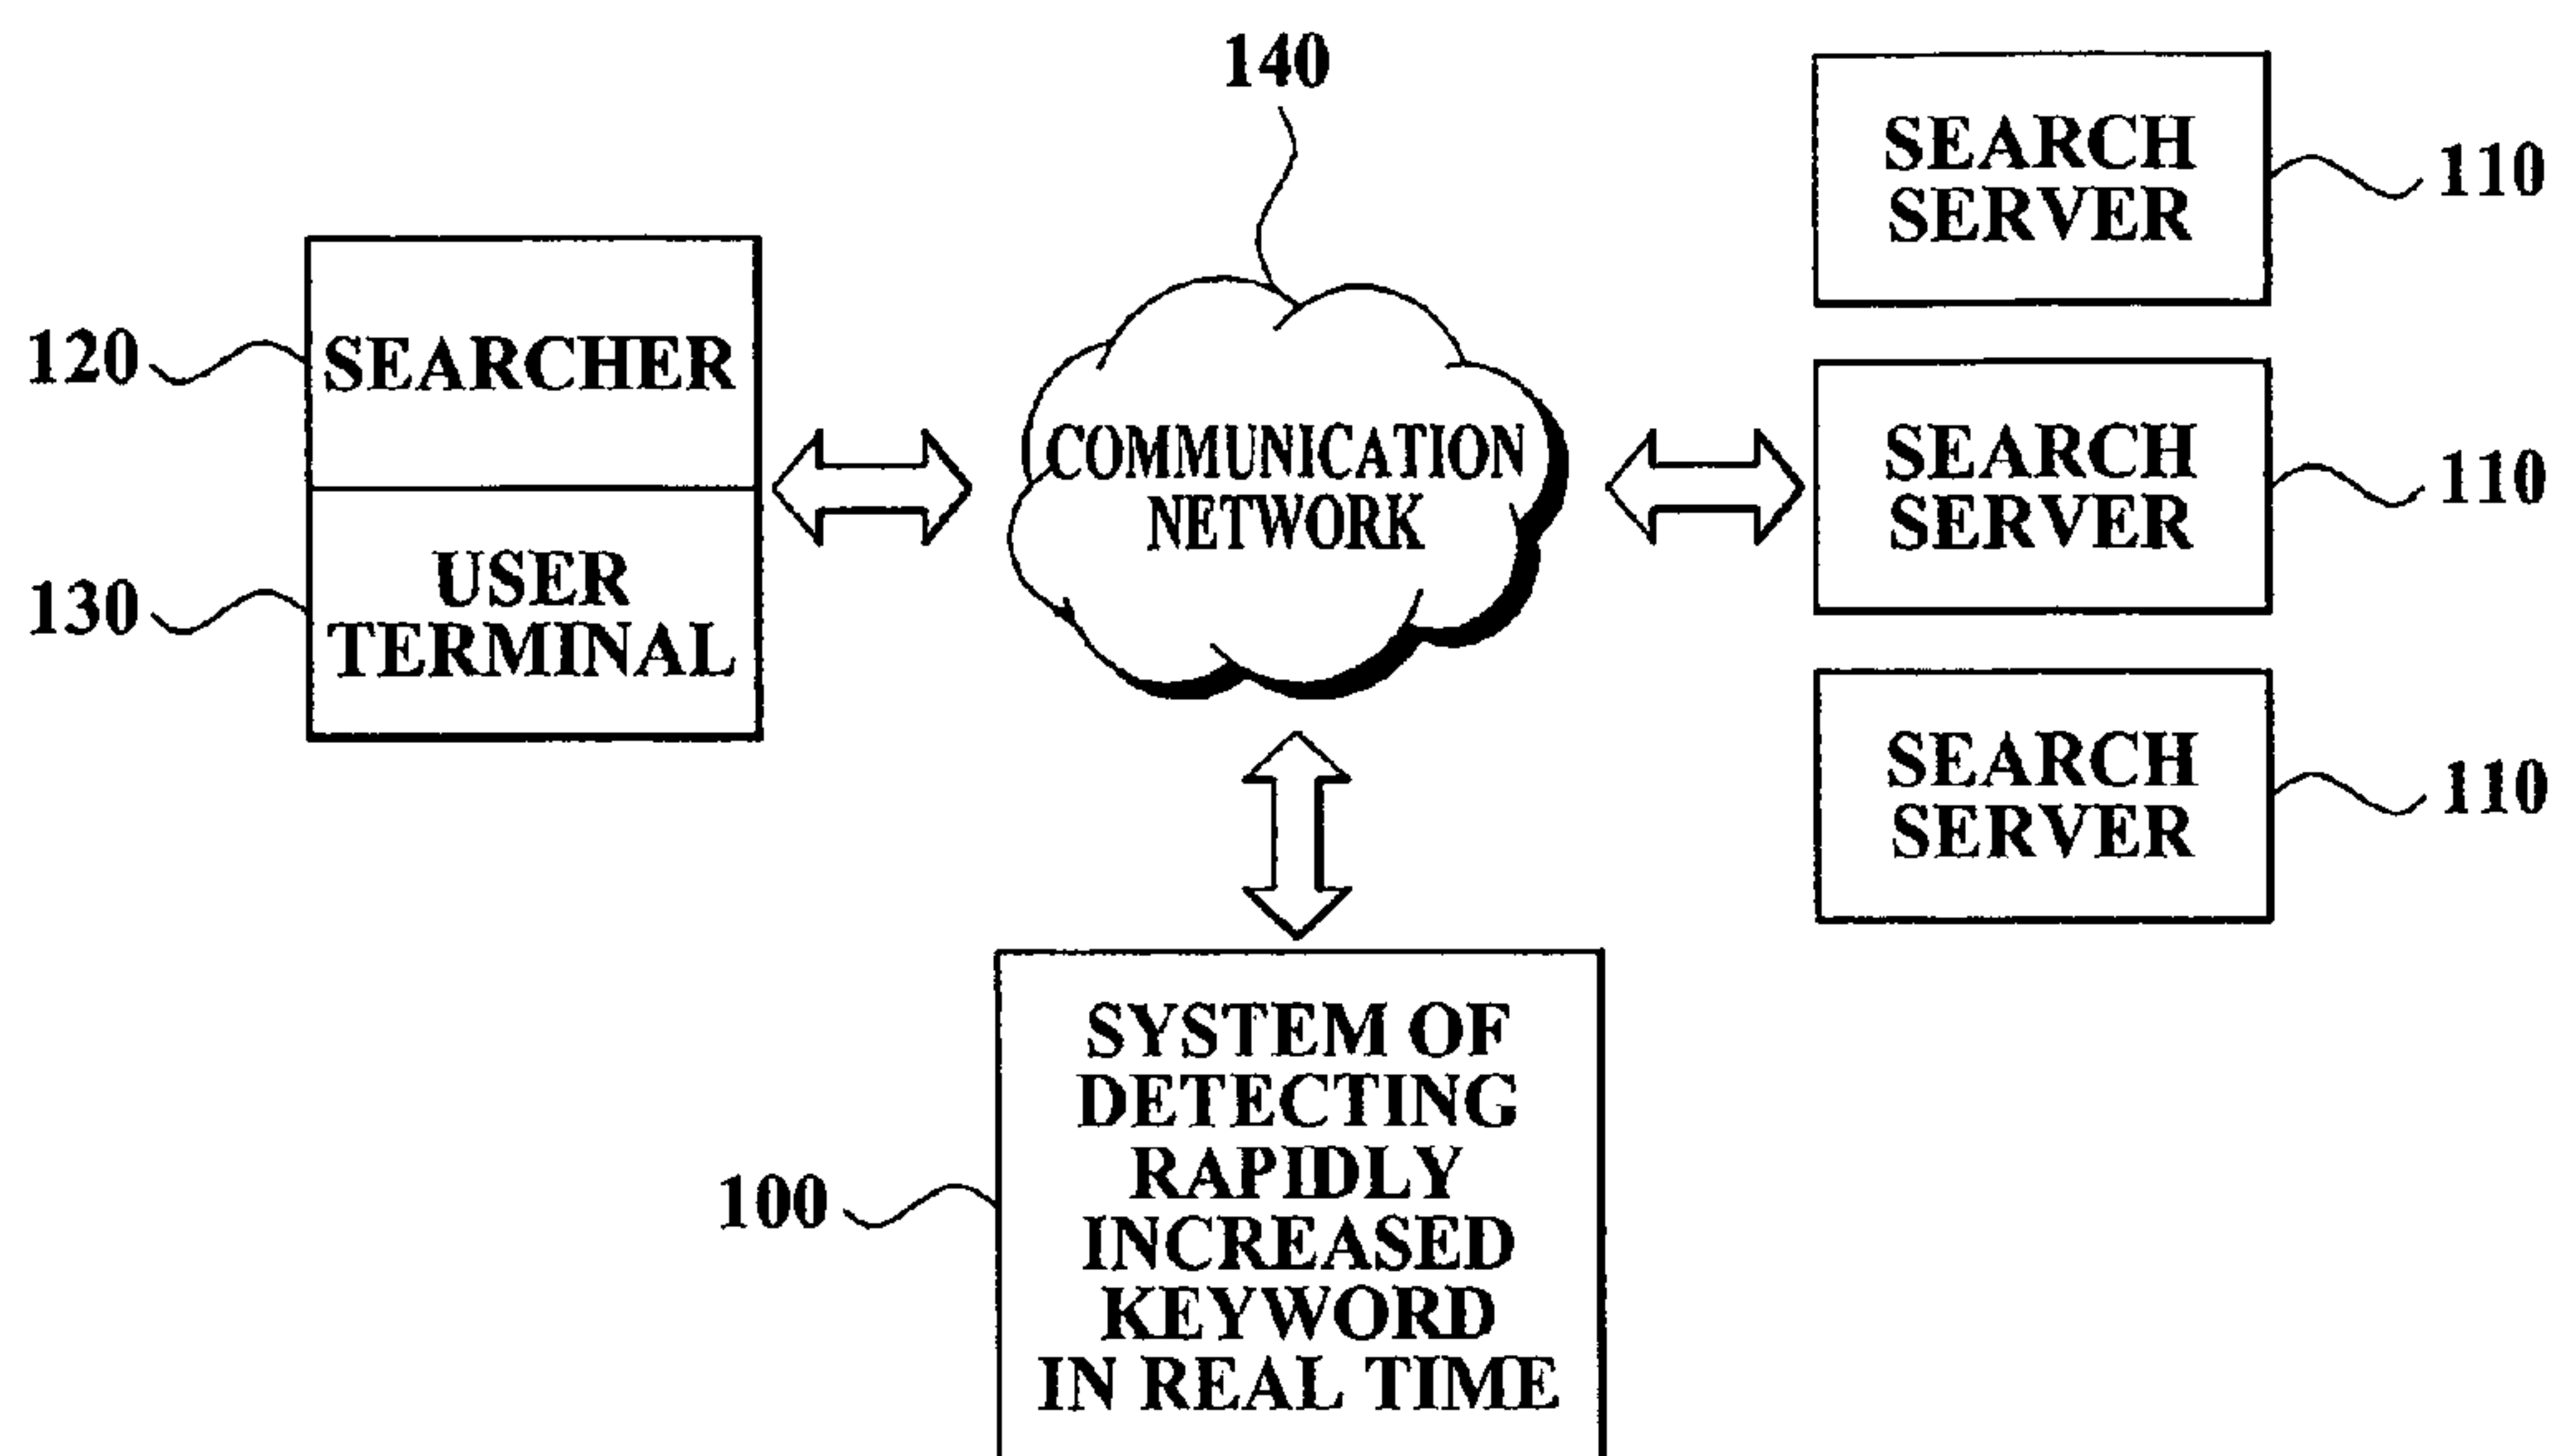 140
SEARCH
SERVER
110
120
SEARCHER
COMMUNICATION
NETWORK
SEARCH
SERVER
110
130
USER
TERMINAL
SEARCH
SERVER
110
100
SYSTEM OF
DETECTING
RAPIDLY
INCREASED
KEYWORD
IN REAL TIME